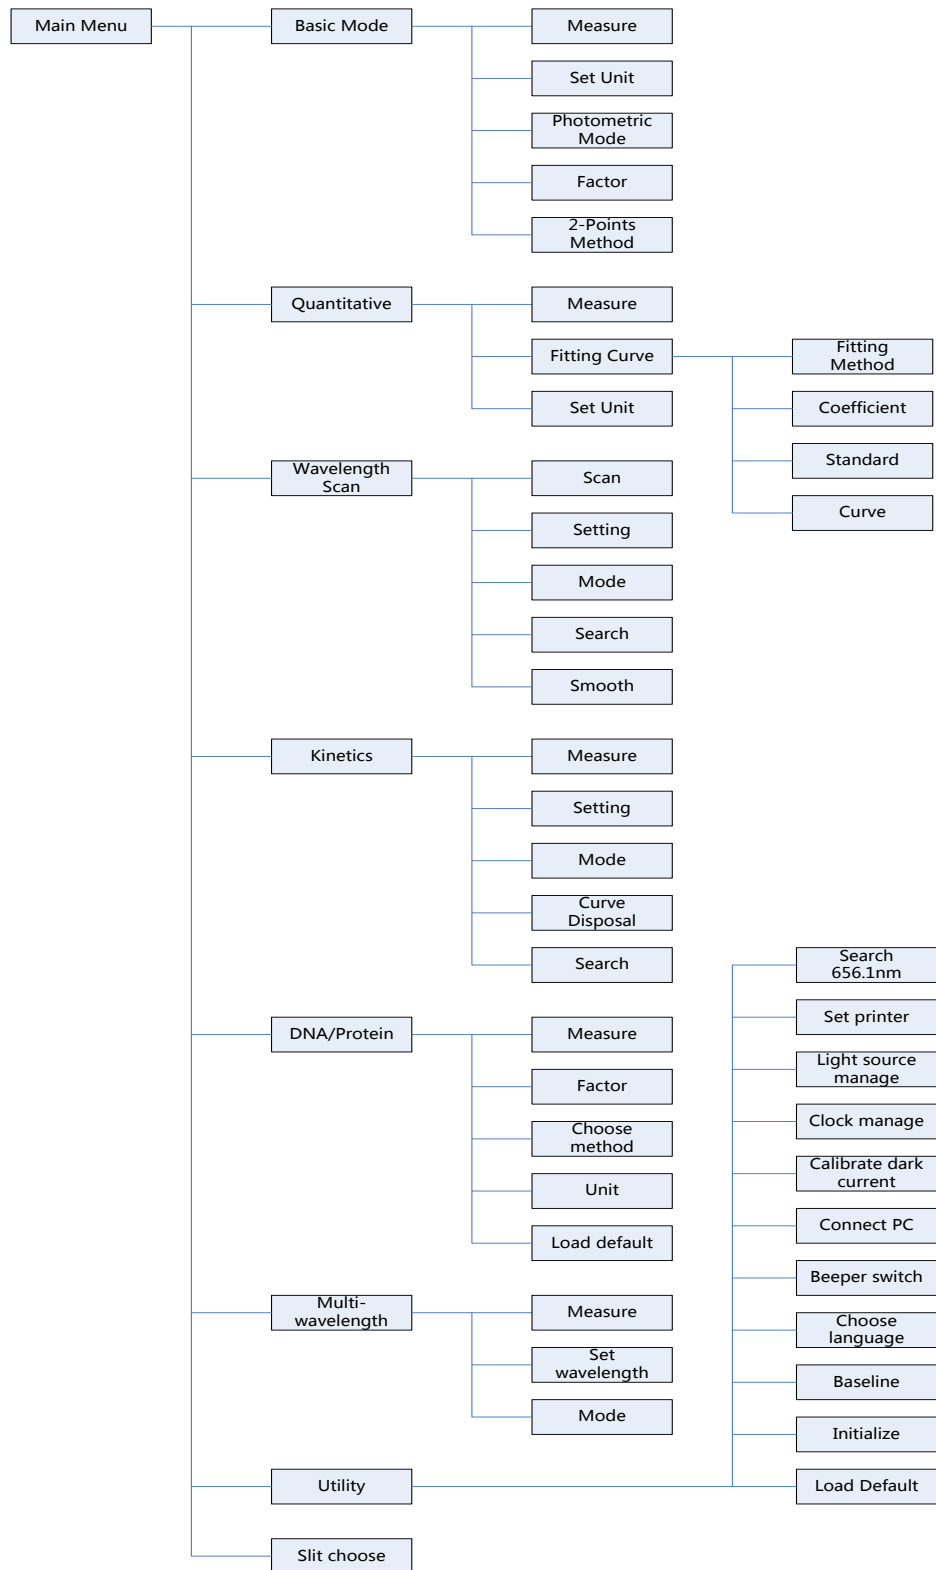 Main Menu
Basic Mode
Measure
Set Unit
Photometric
Mode
Factor
2-Points
Method
Quantitative
Measure
Fitting Curve
Fitting
Method
Coefficient
Standard
Curve
Set Unit
Wavelength
Scan
Scan
Setting
Mode
Search
Smooth
Kinetics
Measure
Setting
Mode
Curve
Disposal
Search
DNA/Protein
Measure
Factor
Choose
method
Unit
Load default
Multi-
wavelength
Measure
Set
wavelength
Mode
Utility
Search
656.1nm
Set printer
Light source
manage
Clock manage
Calibrate dark
current
Connect PC
Beeper switch
Choose
language
Baseline
Initialize
Load Default
Slit choose